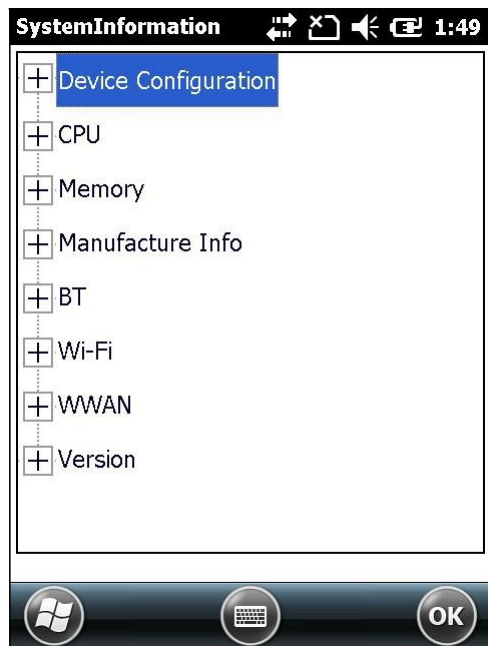 SystemInformation 1:49
Device Configuration
CPU
Memory
Manufacture Info
BT
Wi-Fi
WWAN
Version
OK